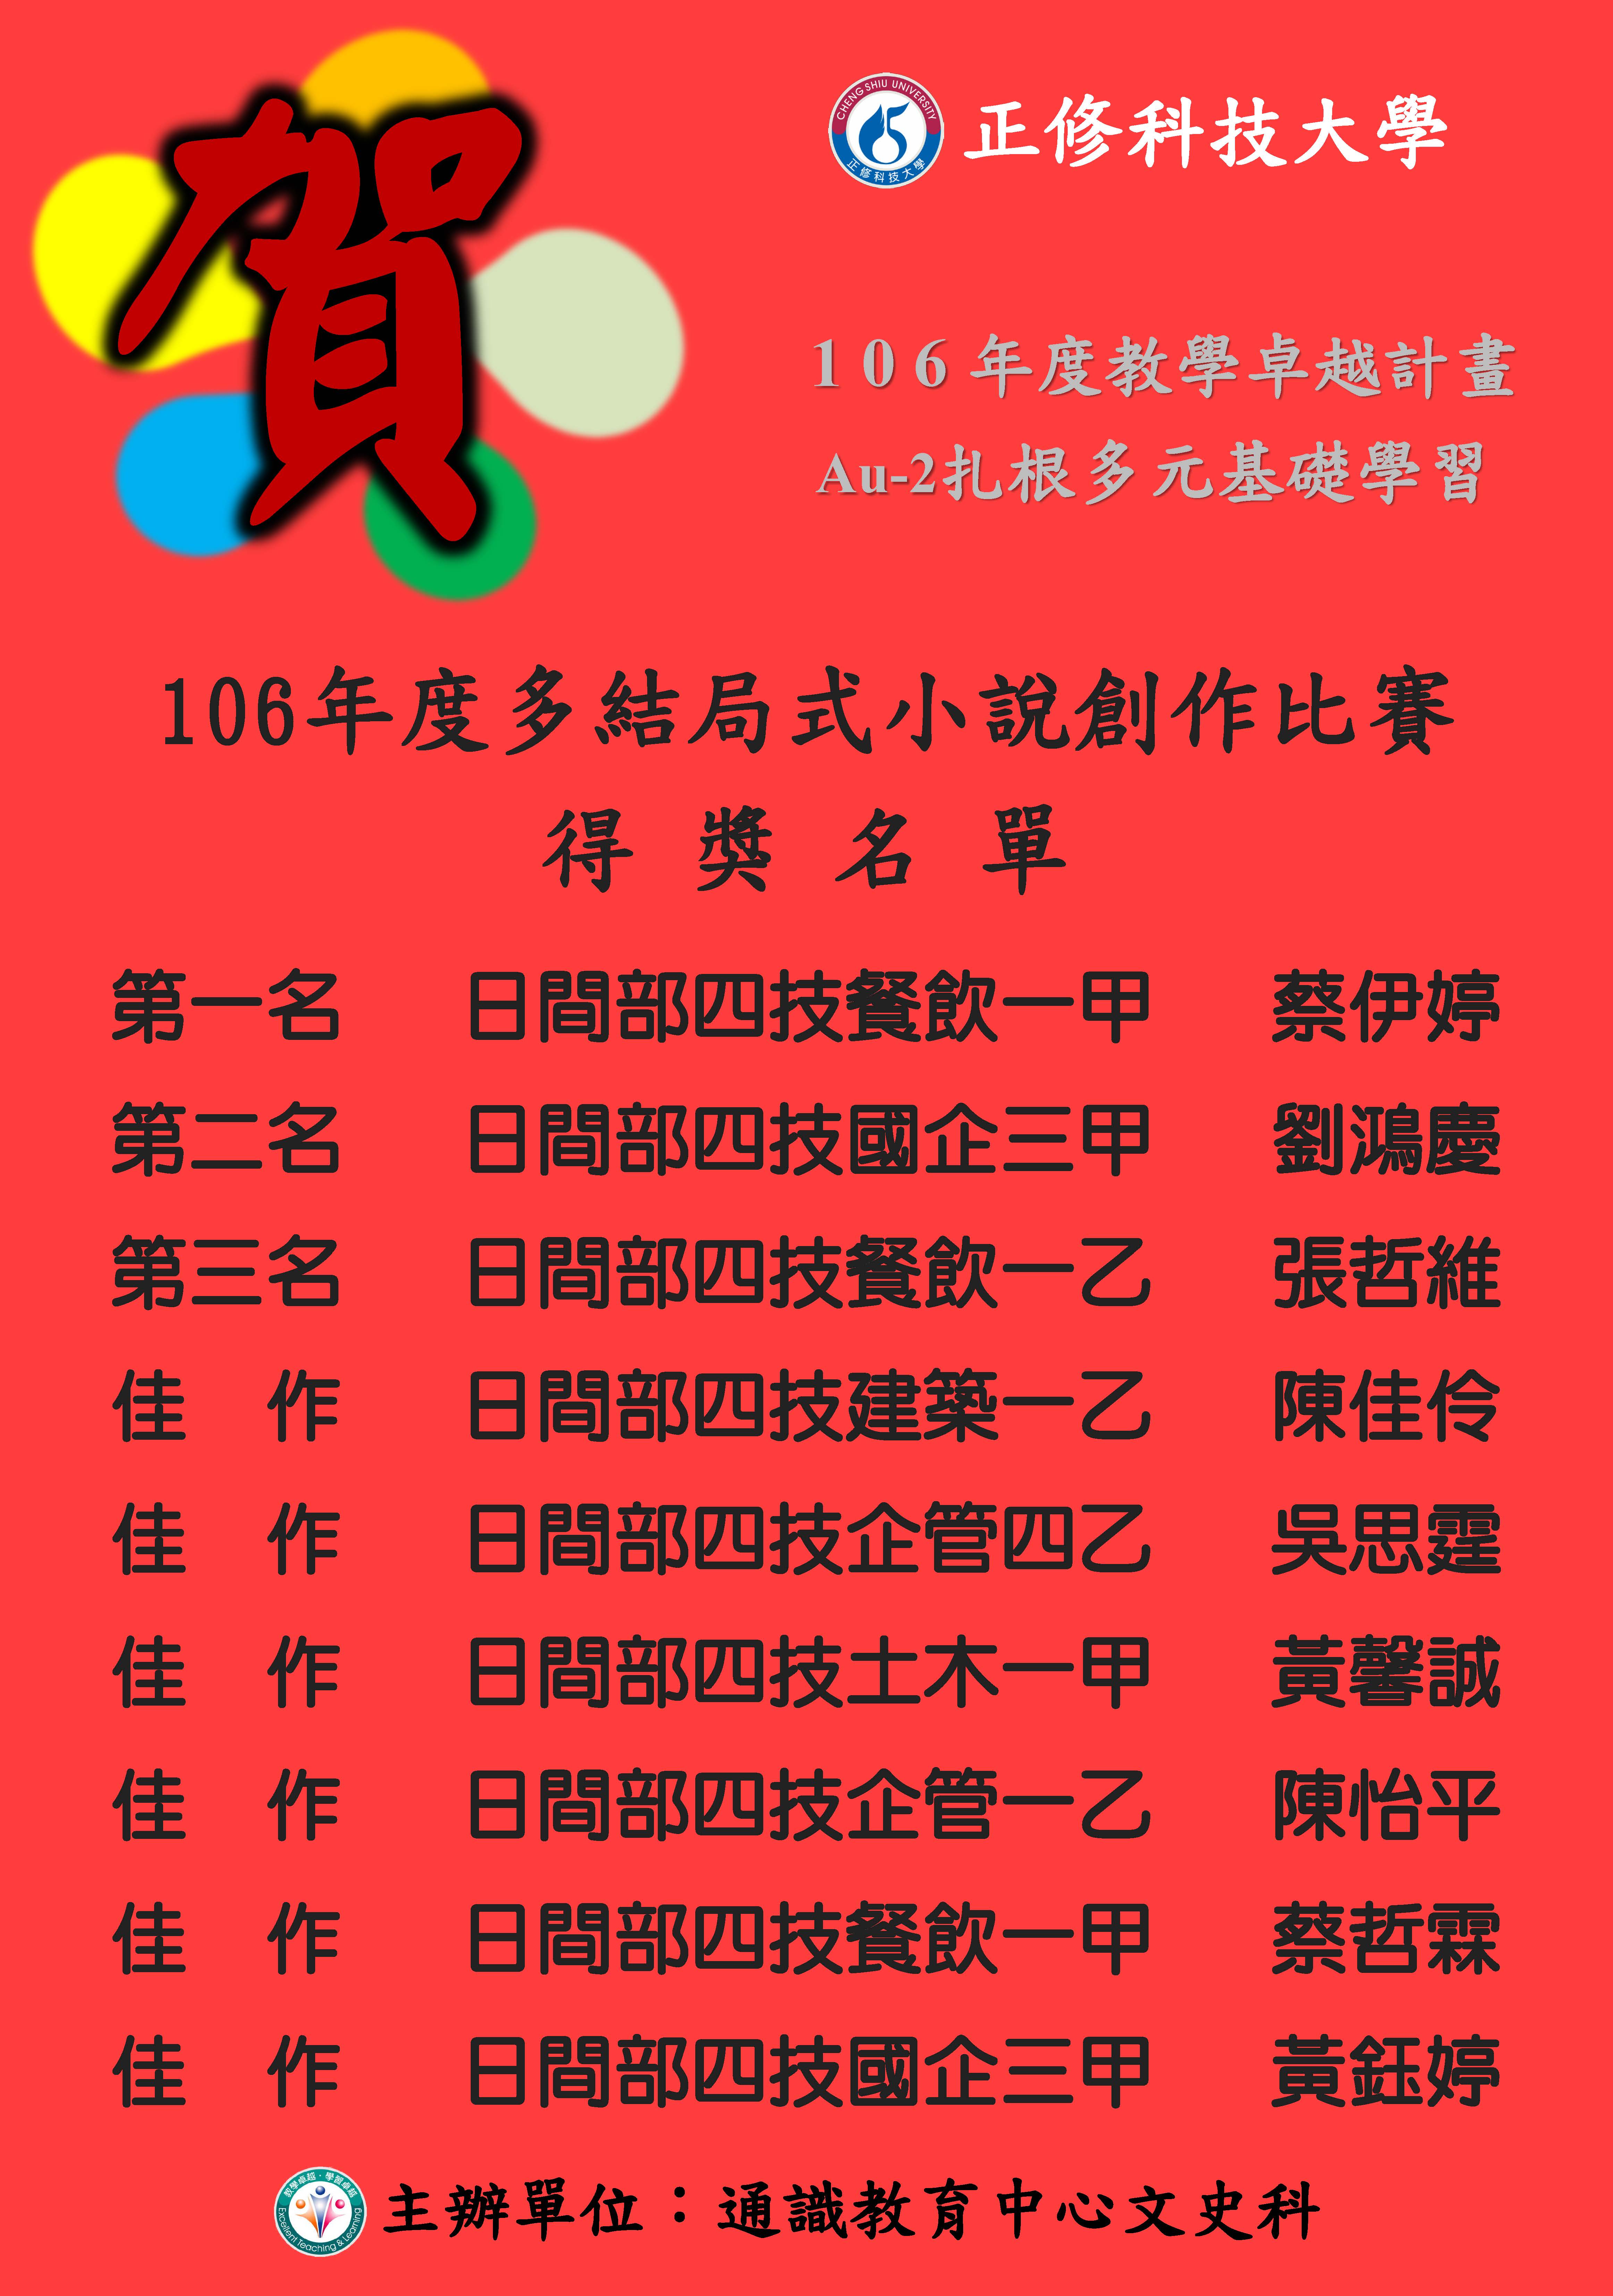 賀
CHENG SHIU UNIVERSITY
正修科技大學
正修科技大學
106年度教學卓越計畫
Au-2扎根多元基礎學習
106年度多結局式小說創作比賽
得獎名單
第一名 日間部四技餐飲一甲 蔡伊婷
第二名 日間部四技國企三甲 劉鴻慶
第三名 日間部四技餐飲一乙 張哲維
佳作 日間部四技建築一乙 陳佳伶
佳作 日間部四技企管四乙 吳思霆
佳作 日間部四技土木一甲 黃馨誠
佳作 日間部四技企管一乙 陳怡平
佳作 日間部四技餐飲一甲 蔡哲霖
佳作 日間部四技國企三甲 黃鈺婷
教學卓越·學習卓越
Excellent Teaching & Learning
主辦單位：通識教育中心文史科